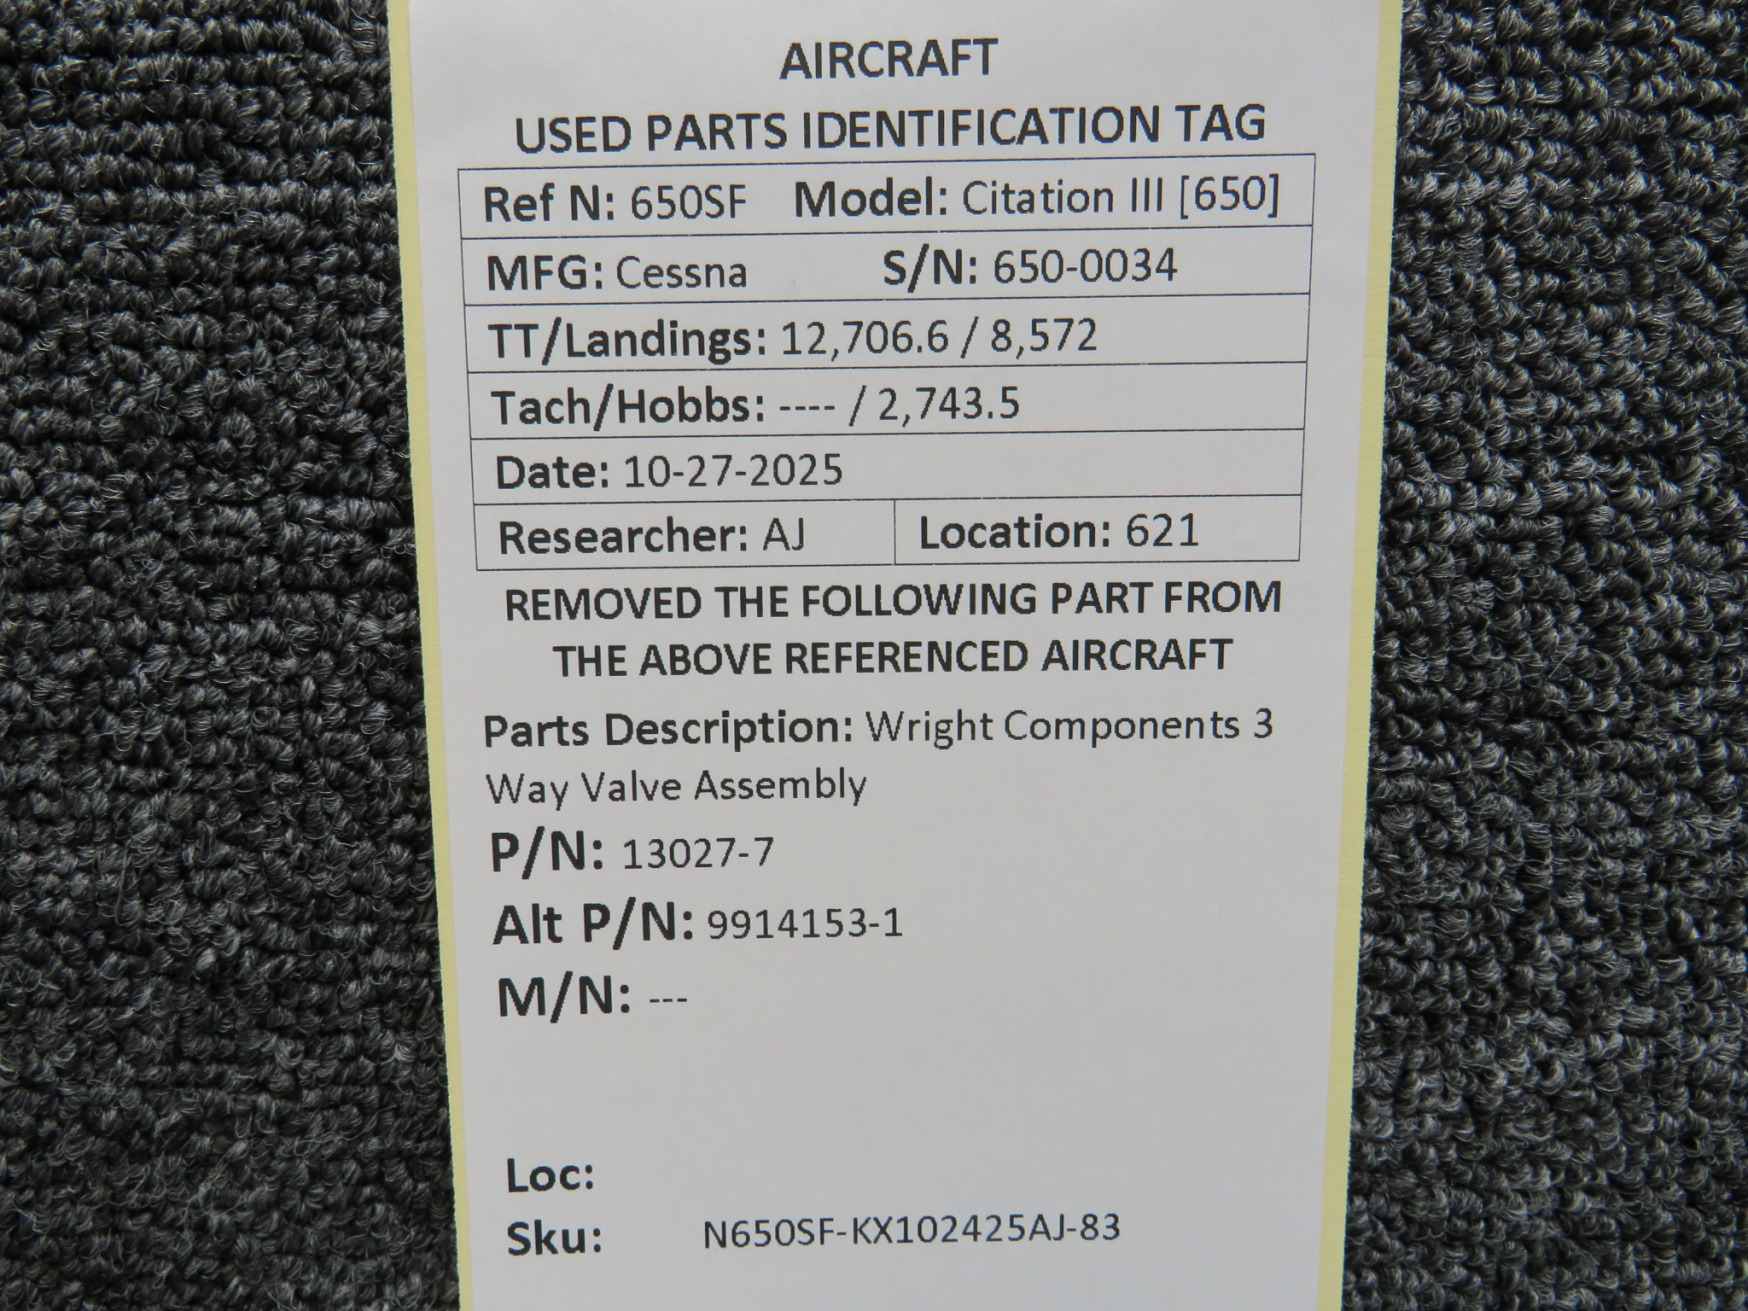 AIRCRAFT
USED PARTS IDENTIFICATION TAG
Ref N: 650SF Model: Citation III [650]
MFG: Cessna S/N: 650-0034
TT/Landings: 12,706.6 / 8,572
Tach/Hobbs: ---- / 2,743.5
Date: 10-27-2025
Researcher: AJ Location: 621
REMOVED THE FOLLOWING PART FROM
THE ABOVE REFERENCED AIRCRAFT
Parts Description: Wright Components 3
Way Valve Assembly
P/N: 13027-7
Alt P/N: 9914153-1
M/N: ---
Loc:
Sku: N650SF-KX102425AJ-83